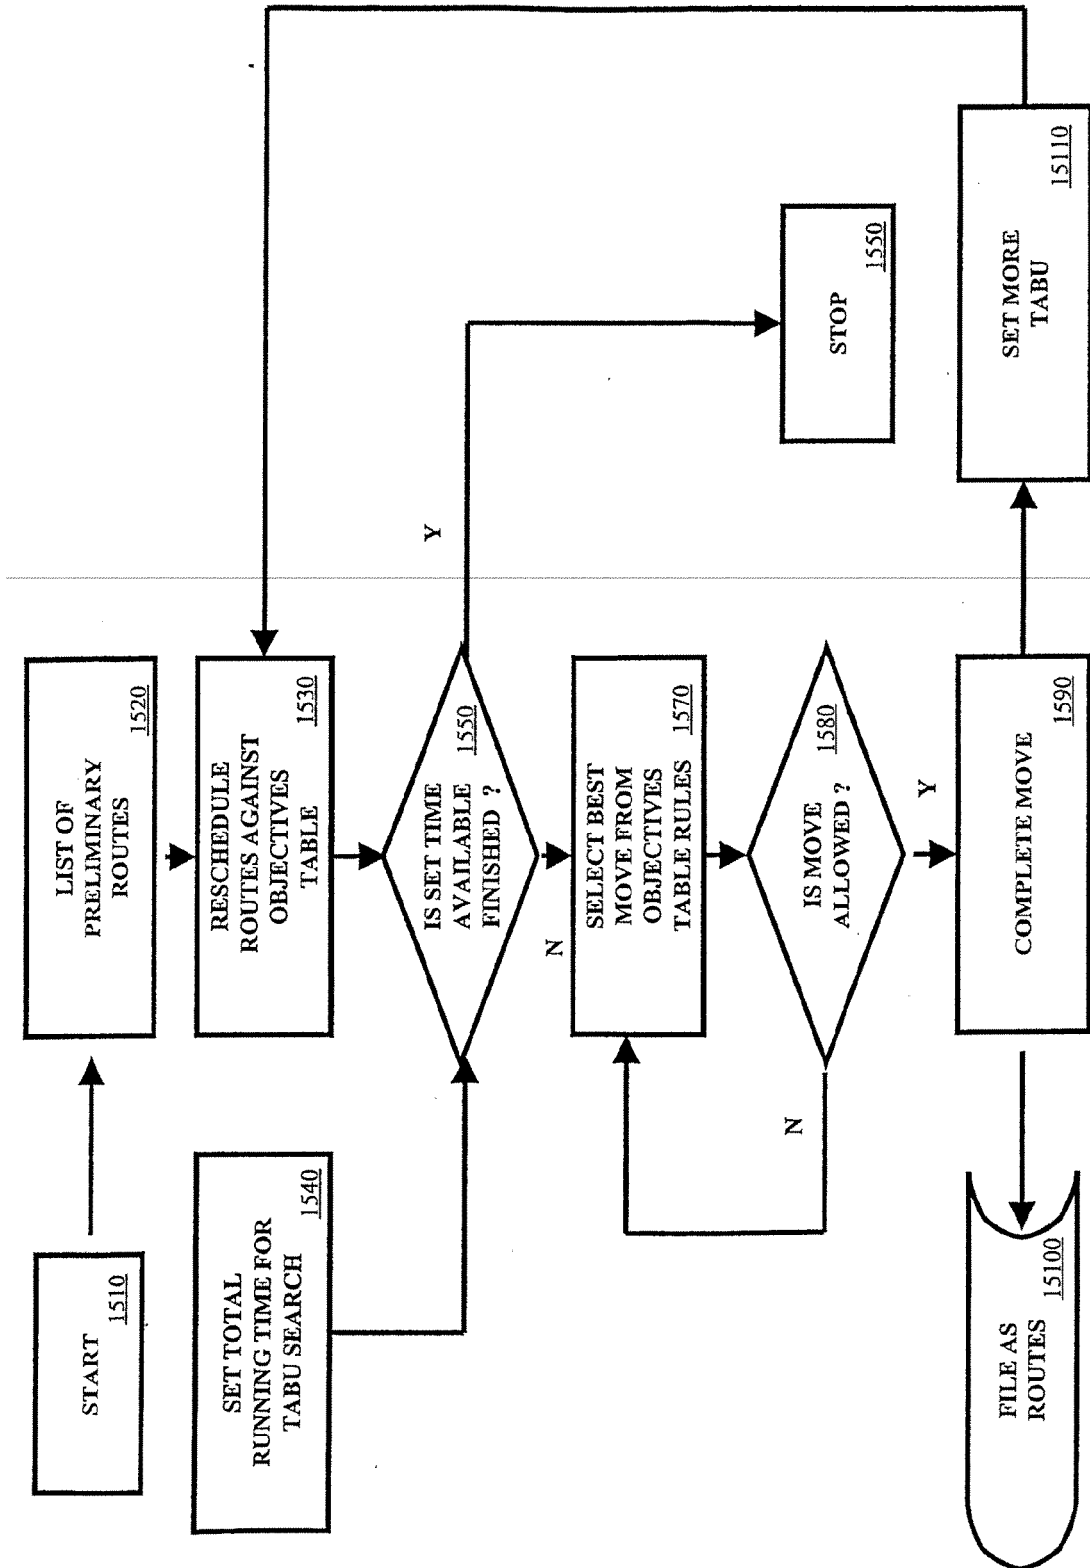 START
1510
LIST OF
PRELIMINARY
ROUTES
1520
SET TOTAL
RUNNING TIME FOR
TABU SEARCH
1540
RESCHEDULE
ROUTES AGAINST
OBJECTIVES
TABLE
1530
IS SET TIME
AVAILABLE
FINISHED ?
1550
Y
N
STOP
1550
SELECT BEST
MOVE FROM
OBJECTIVES
TABLE RULES
1570
IS MOVE
ALLOWED ?
1580
N
Y
FILE AS
ROUTES
15100
COMPLETE MOVE
1590
SET MORE
TABU
15110